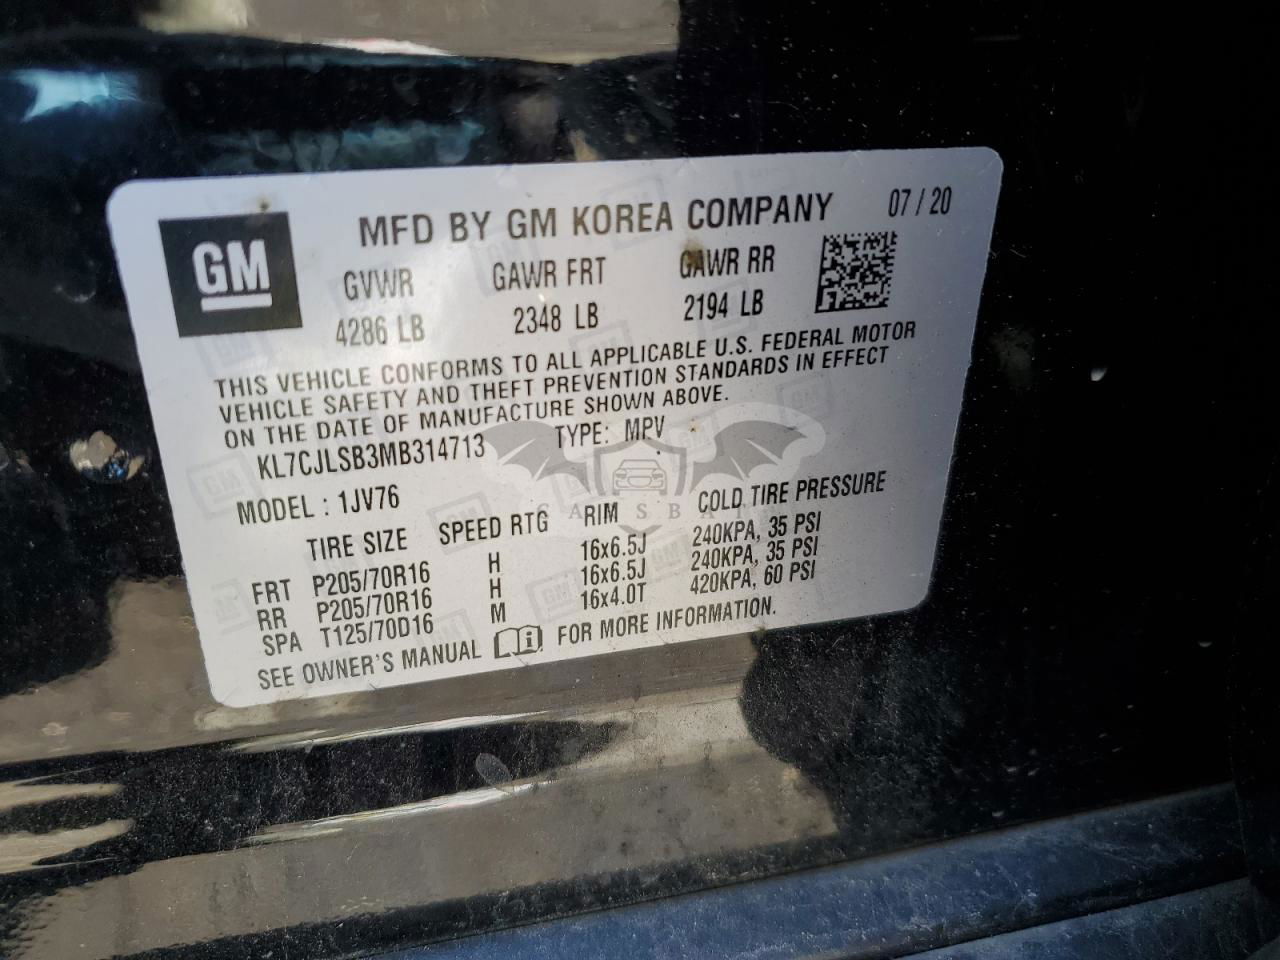 GM
MFD BY GM KOREA COMPANY 07 / 20
GVWR GAWR FRT GAWR RR
4286 LB 2348 LB 2194 LB
THIS VEHICLE CONFORMS TO ALL APPLICABLE U.S. FEDERAL MOTOR
VEHICLE SAFETY AND THEFT PREVENTION STANDARDS IN EFFECT
ON THE DATE OF MANUFACTURE SHOWN ABOVE.
KL7CJLSB3MB314713 TYPE: MPV
MODEL : 1JV76
TIRE SIZE SPEED RTG RIM COLD TIRE PRESSURE
FRT P205/70R16 H 16x6.5J 240KPA, 35 PSI
RR P205/70R16 H 16x6.5J 240KPA, 35 PSI
SPA T125/70D16 M 16x4.0T 420KPA, 60 PSI
SEE OWNER'S MANUAL i FOR MORE INFORMATION.